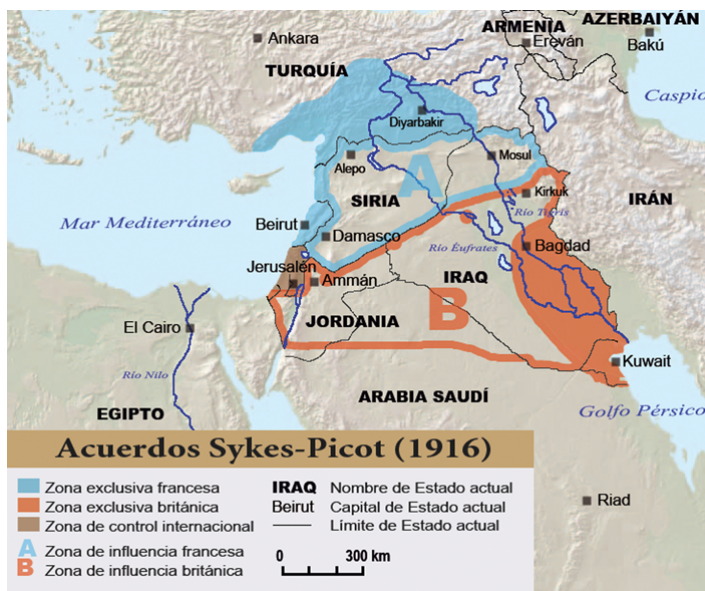 AZERBAIYÁN
ARMENIA
Ankara
Ereván
Bakú
TURQUÍA
Caspio
Diyarbakir
Alepo
A
Mosul
SIRIA
Kirkuk
IRÁN
Mar Mediterráneo
Beirut
Río Tigris
Damasco
Río Éufrates
Bagdad
Jerusalén
Ammán
IRAQ
JORDANIA
B
El Cairo
Kuwait
Río Nilo
ARABIA SAUDÍ
EGIPTO
Golfo Pérsico
Riad
Acuerdos Sykes-Picot (1916)
Zona exclusiva francesa
Zona exclusiva británica
Zona de control internacional
A Zona de influencia francesa
B Zona de influencia británica
IRAQ Nombre de Estado actual
Beirut Capital de Estado actual
Límite de Estado actual
0 300 km